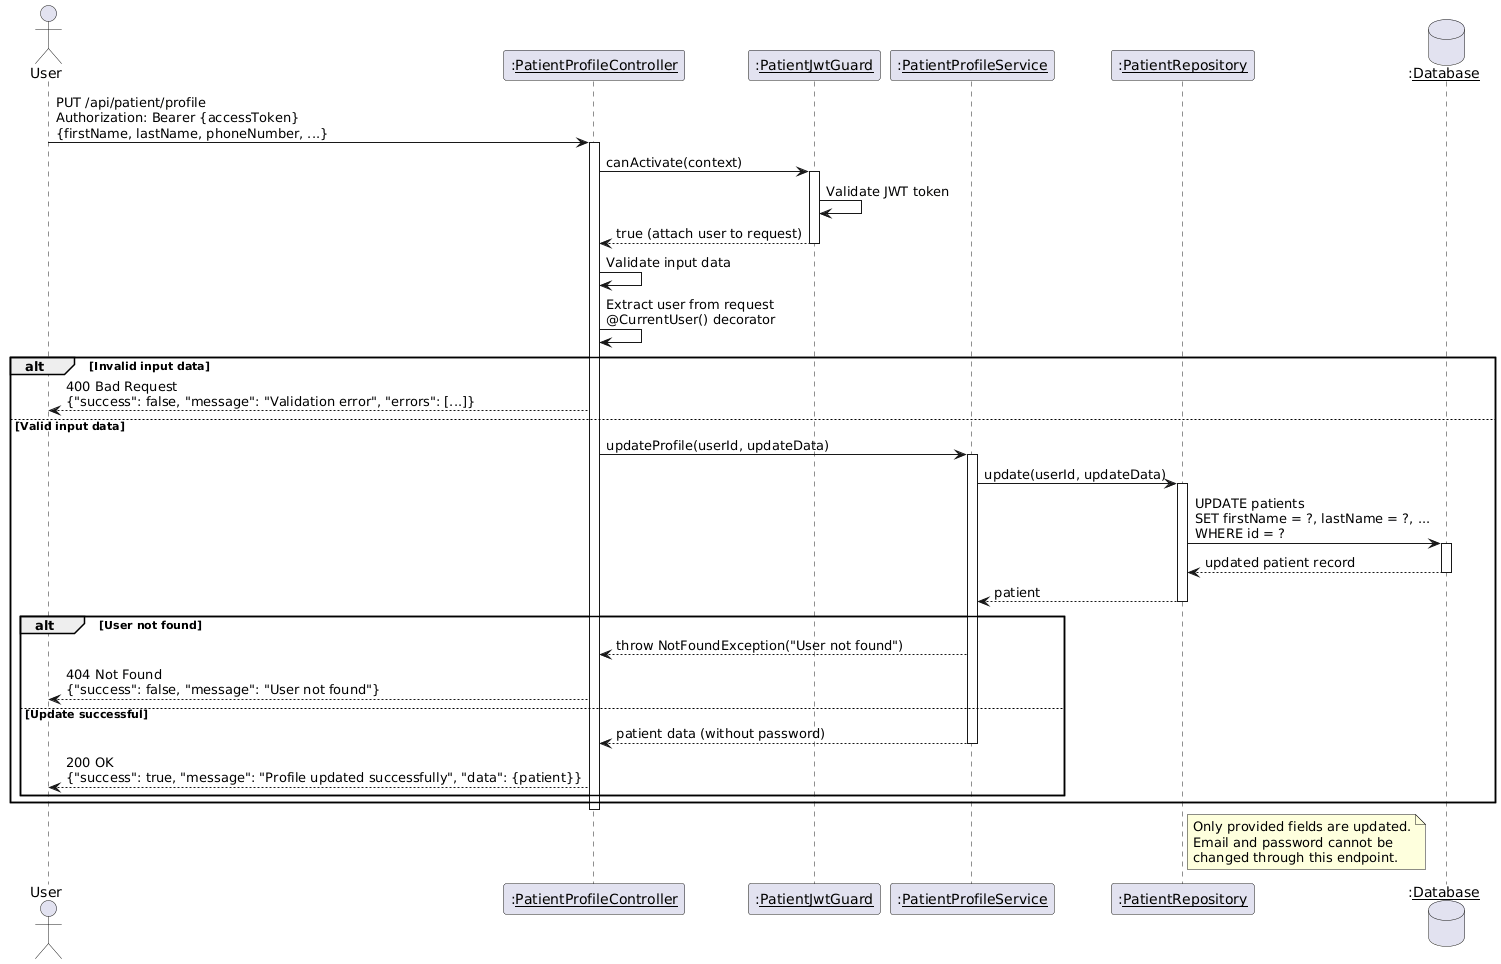 User
:PatientProfileController
:PatientJwtGuard
:PatientProfileService
:PatientRepository
:Database
PUT /api/patient/profile
Authorization: Bearer {accessToken}
{firstName, lastName, phoneNumber, ...}
canActivate(context)
Validate JWT token
true (attach user to request)
Validate input data
Extract user from request
@CurrentUser() decorator
alt [Invalid input data]
400 Bad Request
{"success": false, "message": "Validation error", "errors": [...]}
[Valid input data]
updateProfile(userId, updateData)
update(userId, updateData)
UPDATE patients
SET firstName = ?, lastName = ?, ...
WHERE id = ?
updated patient record
patient
alt [User not found]
throw NotFoundException("User not found")
404 Not Found
{"success": false, "message": "User not found"}
[Update successful]
patient data (without password)
200 OK
{"success": true, "message": "Profile updated successfully", "data": {patient}}
Only provided fields are updated.
Email and password cannot be
changed through this endpoint.
User
:PatientProfileController
:PatientJwtGuard
:PatientProfileService
:PatientRepository
:Database